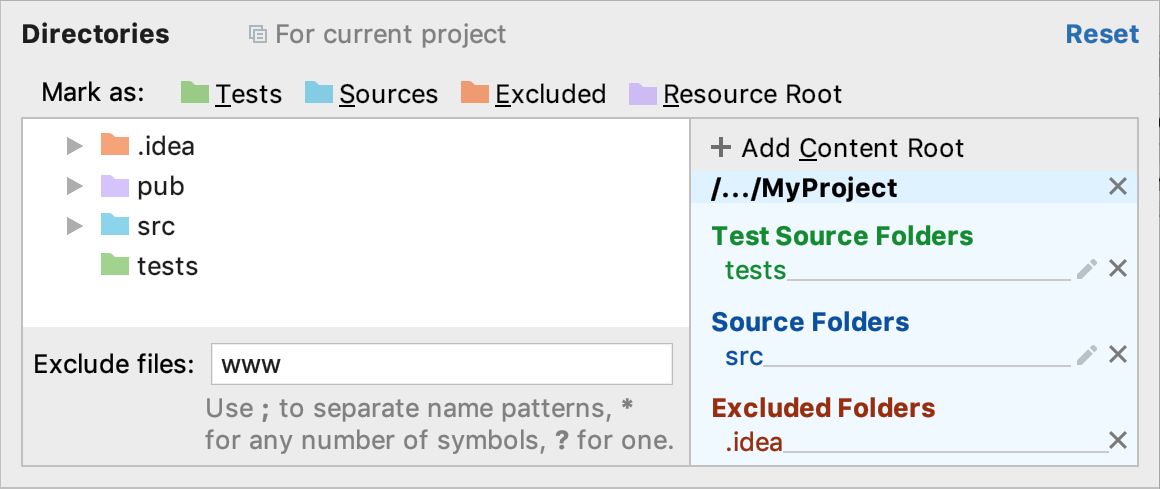 Directories For current project Reset
Mark as: Tests Sources Excluded Resource Root
.idea
pub
src
tests
Exclude files: www
Use ; to separate name patterns, *
for any number of symbols, ? for one.
+ Add Content Root
/.../MyProject
Test Source Folders
tests
Source Folders
src
Excluded Folders
.idea